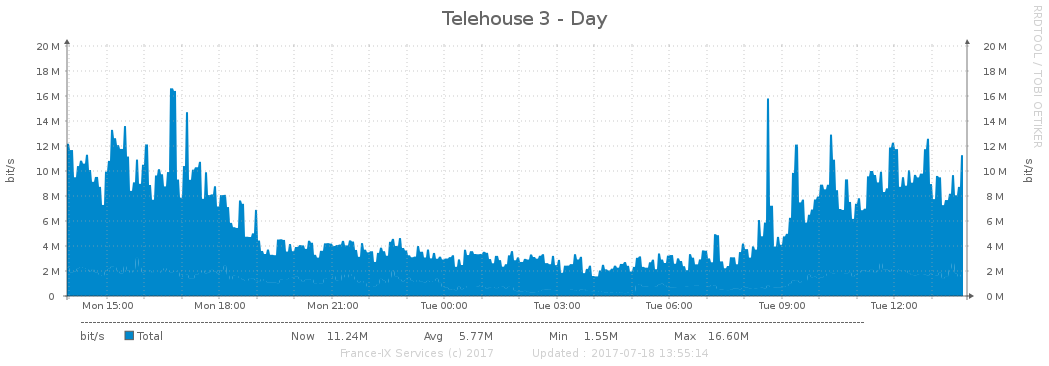 Telehouse 3 - Day
RRDTOOL / TOBI OETIKER
bit/s
20 M 20 M
18 M 18 M
16 M 16 M
14 M 14 M
12 M 12 M
10 M 10 M
8 M 8 M
6 M 6 M
4 M 4 M
2 M 2 M
0 0 M
bit/s
Mon 15:00 Mon 18:00 Mon 21:00 Tue 00:00 Tue 03:00 Tue 06:00 Tue 09:00 Tue 12:00
bit/s Total Now 11.24M Avg 5.77M Min 1.55M Max 16.60M
France-IX Services (c) 2017 Updated : 2017-07-18 13:55:14